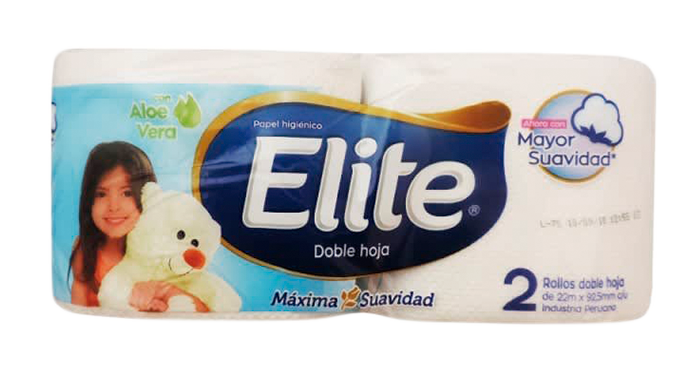 con
Aloe
Vera
Papel higiénico
Elite®
Doble hoja
Máxima Suavidad
Ahora con
Mayor
Suavidad*
2 Rollos doble hoja
de 22m x 92,5mm c/u
Industria Peruana